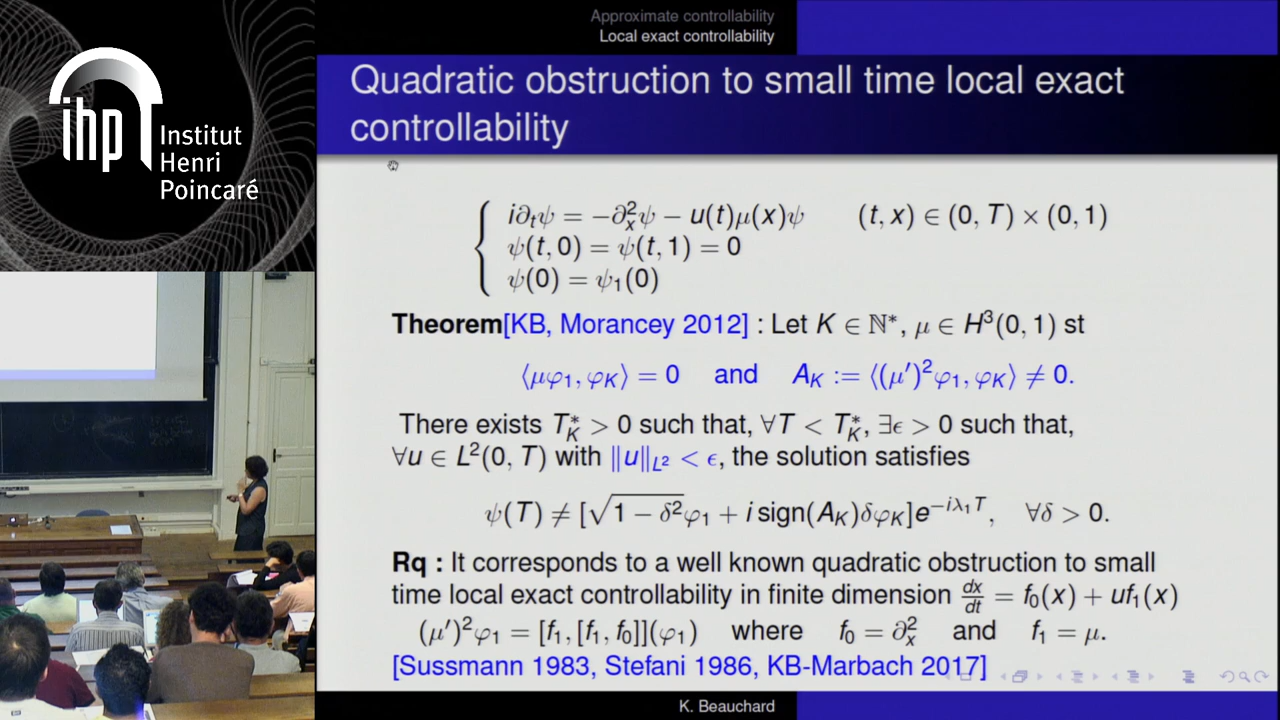 ihp
Institut
Henri
Poincaré
Approximate controllability
Local exact controllability
Quadratic obstruction to small time local exact
controllability
i∂ₜψ = −∂ₓ²ψ − u(t)μ(x)ψ (t, x) ∈ (0, T) × (0, 1)
ψ(t, 0) = ψ(t, 1) = 0
ψ(0) = ψ₁(0)
Theorem[KB, Morancey 2012] : Let K ∈ ℕ*, μ ∈ H³(0, 1) st
⟨μφ₁, φ_K⟩ = 0 and A_K := ⟨(μ′)²φ₁, φ_K⟩ ≠ 0.
There exists T*_K > 0 such that, ∀T < T*_K, ∃ϵ > 0 such that,
∀u ∈ L²(0, T) with ‖u‖_L² < ϵ, the solution satisfies
ψ(T) ≠ [√(1 − δ²)φ₁ + i sign(A_K)δφ_K]e^(−iλ₁T), ∀δ > 0.
Rq : It corresponds to a well known quadratic obstruction to small
time local exact controllability in finite dimension dx/dt = f₀(x) + uf₁(x)
(μ′)²φ₁ = [f₁, [f₁, f₀]](φ₁) where f₀ = ∂ₓ² and f₁ = μ.
[Sussmann 1983, Stefani 1986, KB-Marbach 2017]
K. Beauchard